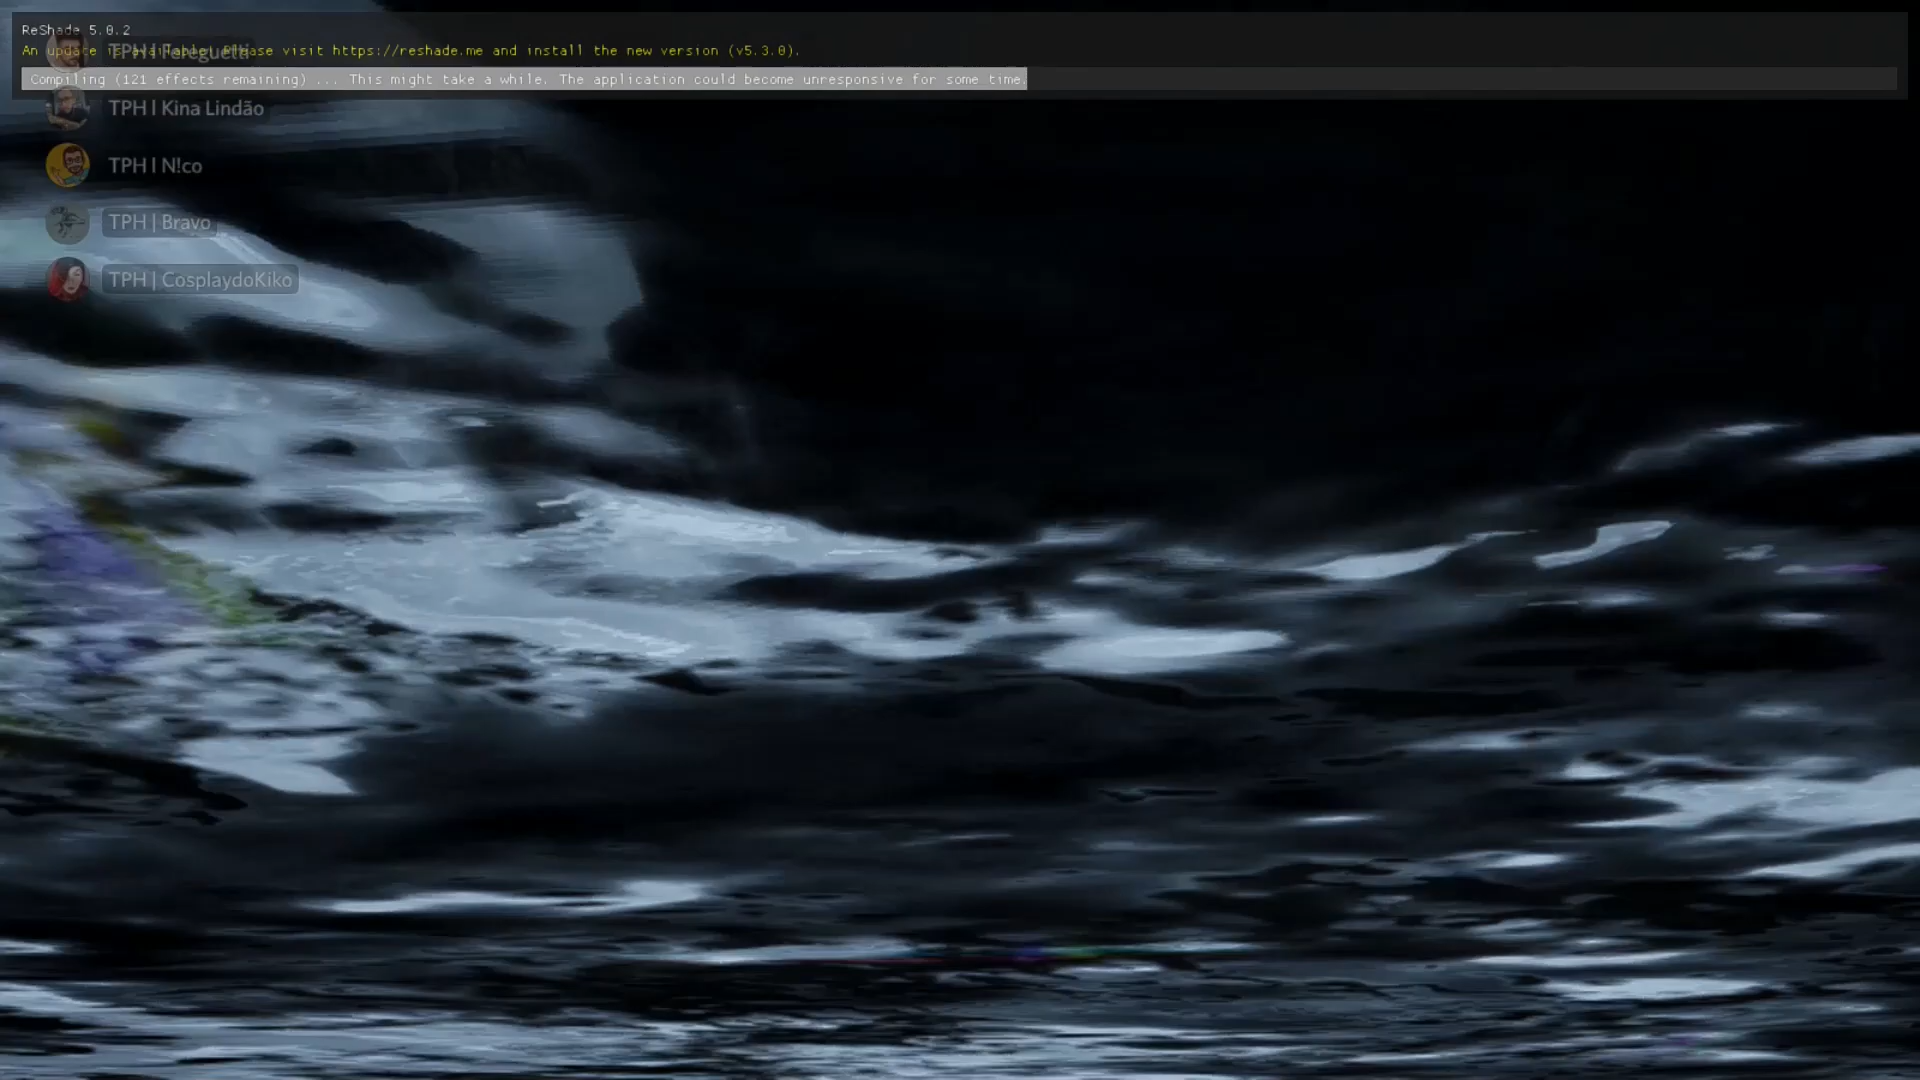 ReShade 5.0.2
An update is available! Please visit https://reshade.me and install the new version (v5.3.0).
TPH | Fereguetti
Compiling (121 effects remaining) ... This might take a while. The application could become unresponsive for some time.
TPH | Kina Lindão
TPH | N!co
TPH | Bravo
TPH | CosplaydoKiko